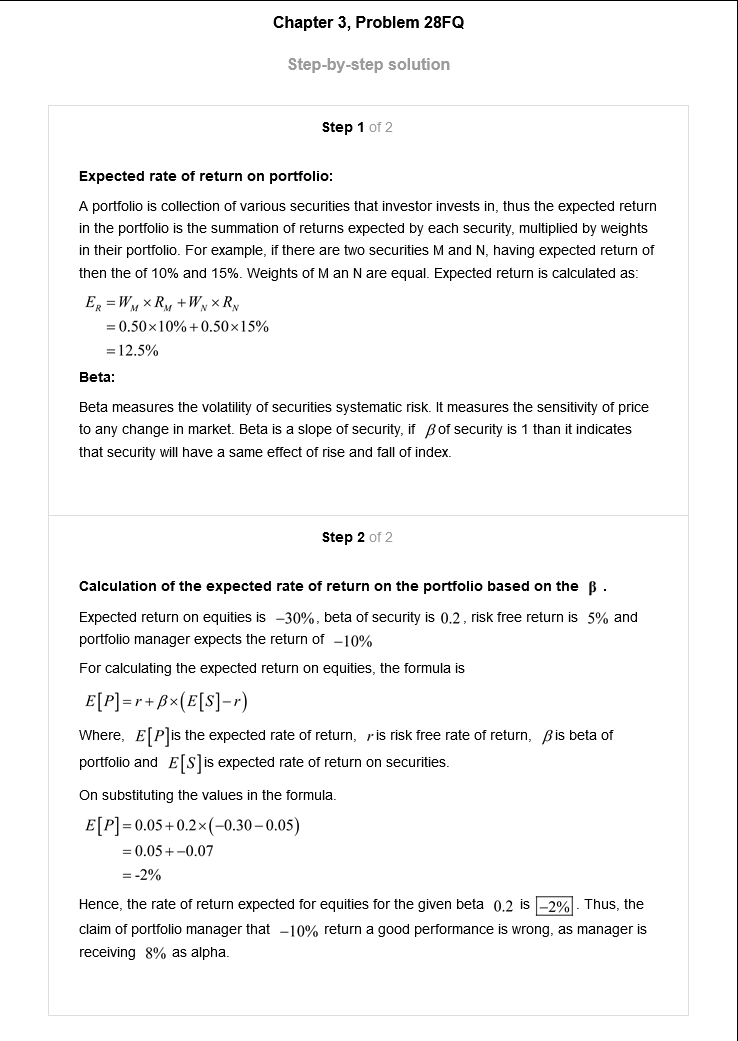 Chapter 3, Problem 28FQ
Step-by-step solution
Step 1 of 2
Expected rate of return on portfolio:
A portfolio is collection of various securities that investor invests in, thus the expected return
in the portfolio is the summation of returns expected by each security, multiplied by weights
in their portfolio. For example, if there are two securities M and N, having expected return of
then the of 10% and 15%. Weights of M an N are equal. Expected return is calculated as:
E_R = W_M × R_M + W_N × R_N
= 0.50×10% + 0.50×15%
= 12.5%
Beta:
Beta measures the volatility of securities systematic risk. It measures the sensitivity of price
to any change in market. Beta is a slope of security, if β of security is 1 than it indicates
that security will have a same effect of rise and fall of index.
Step 2 of 2
Calculation of the expected rate of return on the portfolio based on the β .
Expected return on equities is −30%, beta of security is 0.2, risk free return is 5% and
portfolio manager expects the return of −10%
For calculating the expected return on equities, the formula is
E[P] = r + β×(E[S]−r)
Where, E[P] is the expected rate of return, r is risk free rate of return, β is beta of
portfolio and E[S] is expected rate of return on securities.
On substituting the values in the formula.
E[P] = 0.05 + 0.2×(−0.30−0.05)
= 0.05 + −0.07
= -2%
Hence, the rate of return expected for equities for the given beta 0.2 is −2%. Thus, the
claim of portfolio manager that −10% return a good performance is wrong, as manager is
receiving 8% as alpha.